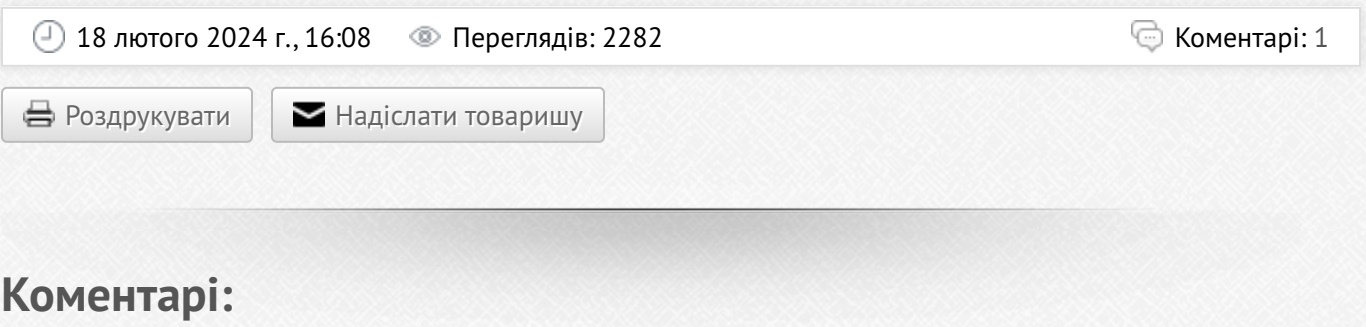 18 лютого 2024 г., 16:08 Переглядів: 2282 Коментарі: 1
Роздрукувати Надіслати товаришу
Коментарі: